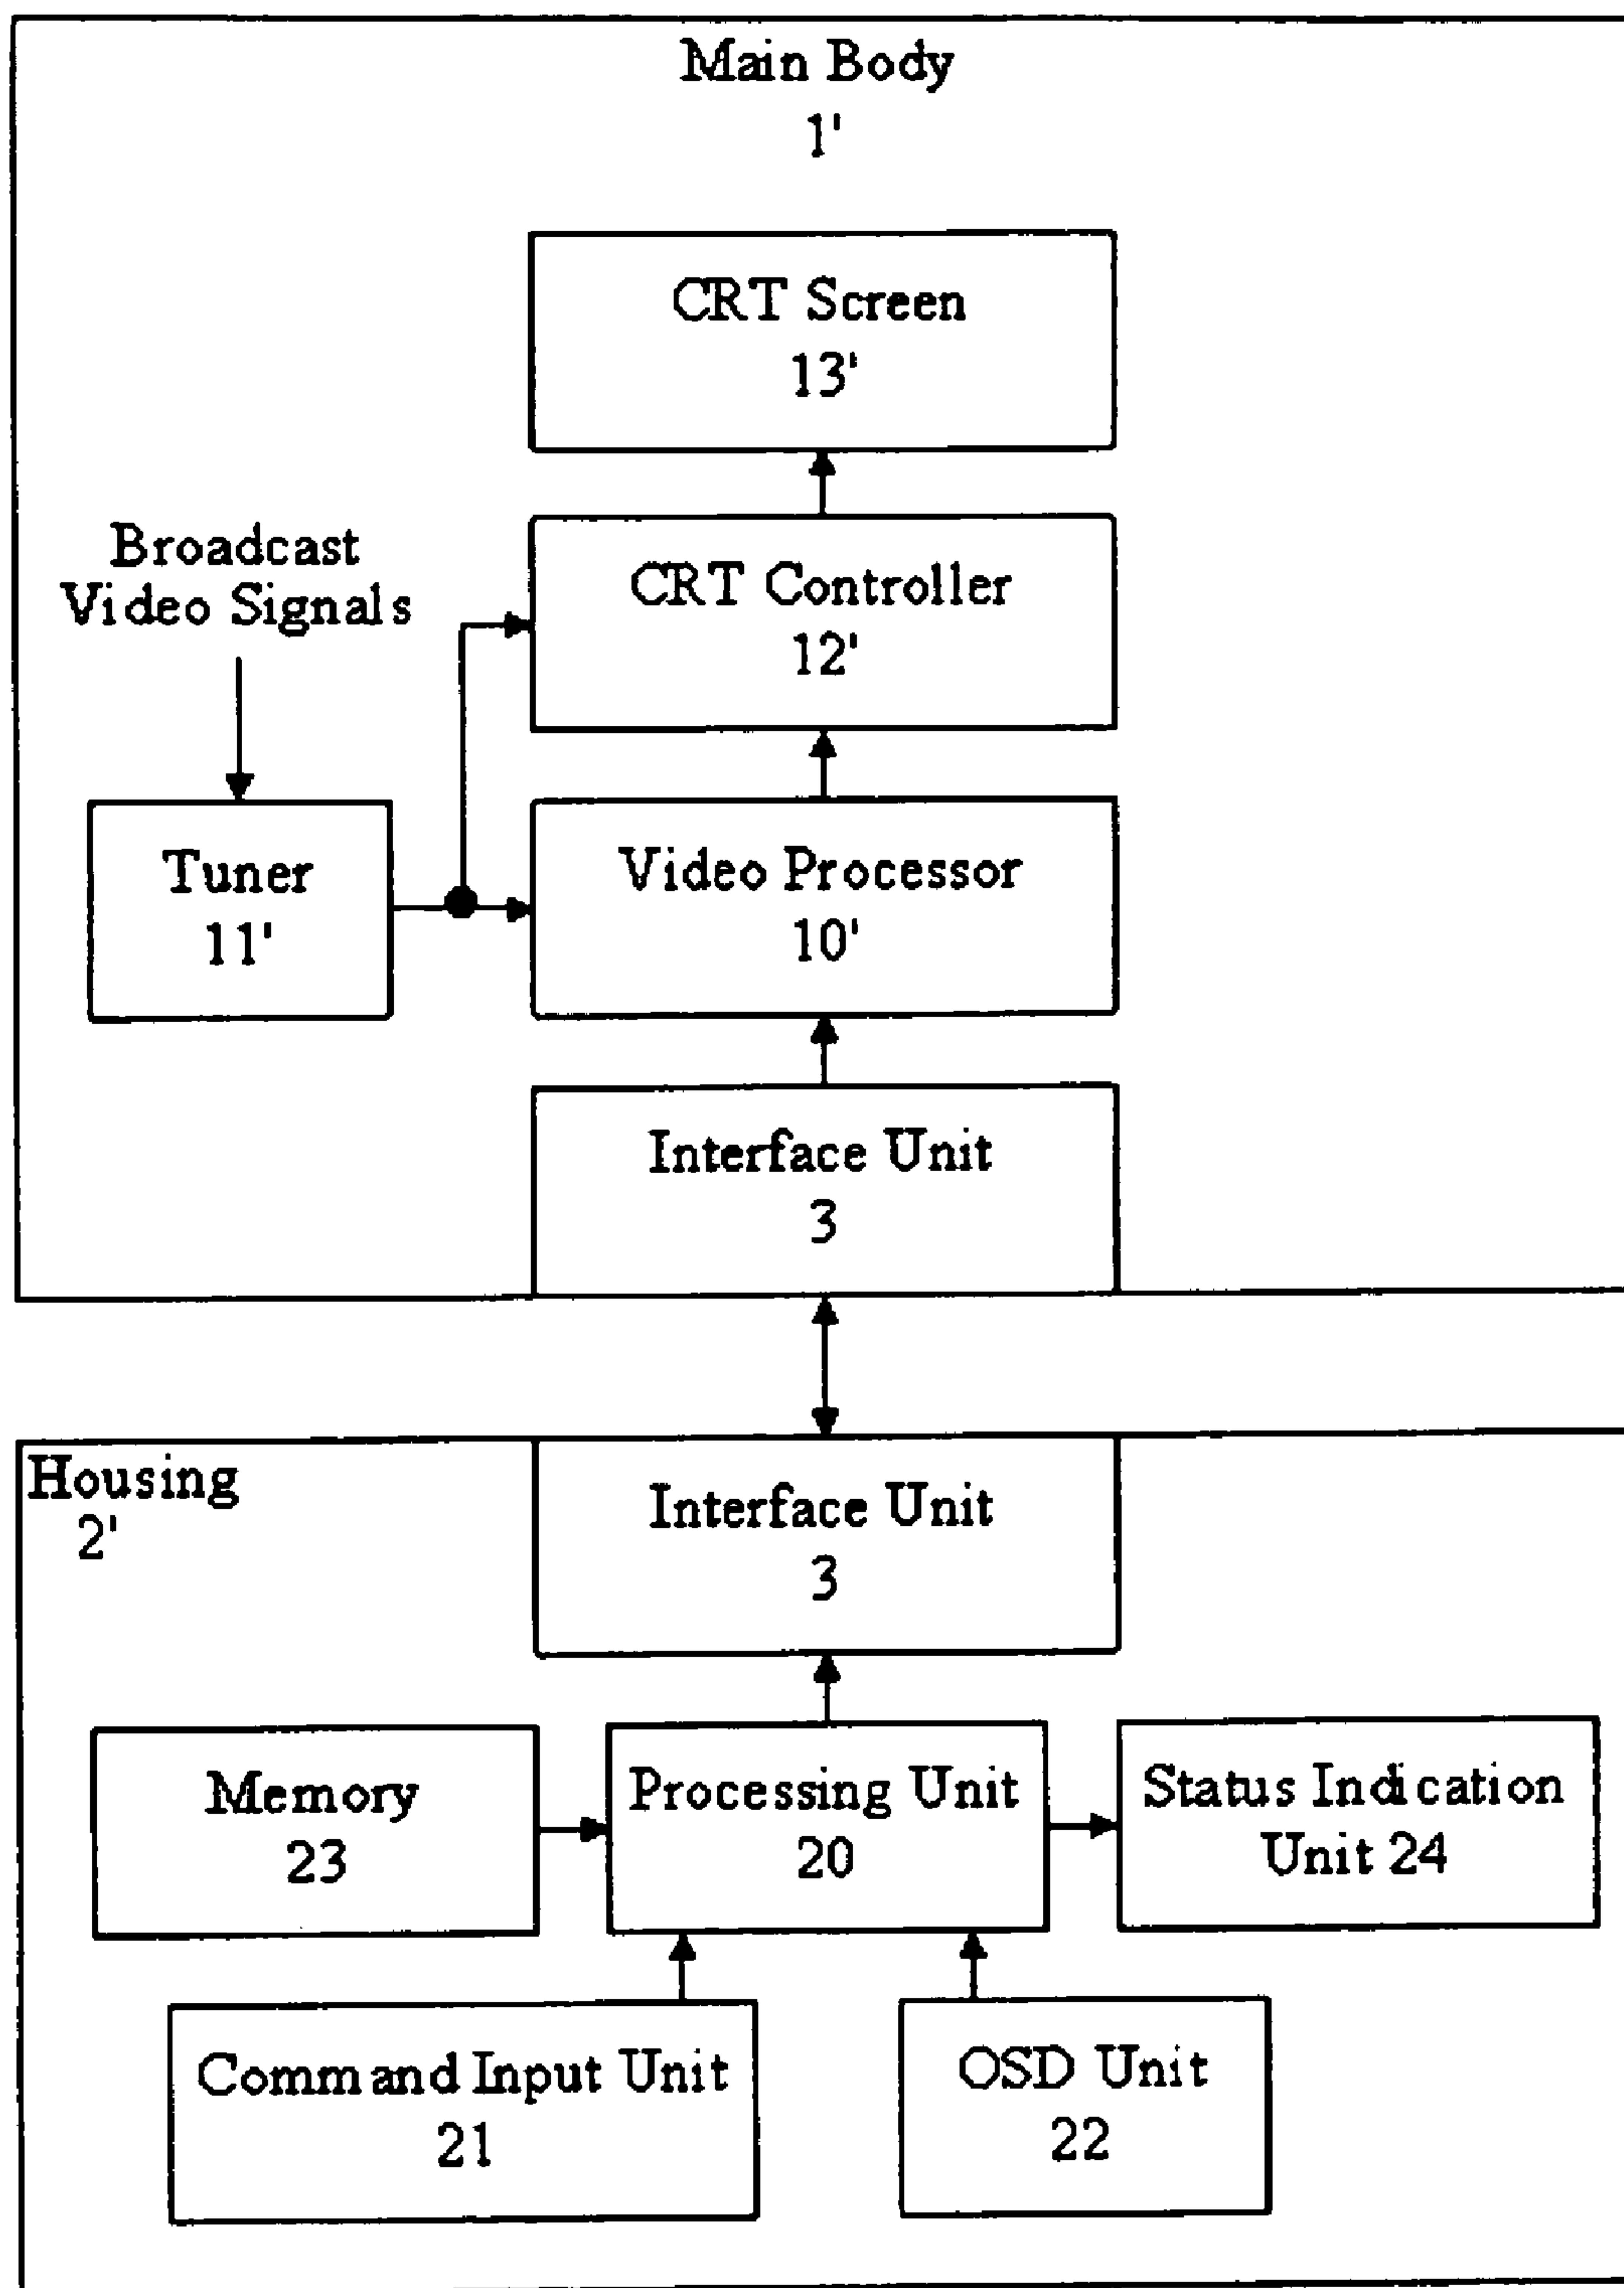 Main Body
1'
CRT Screen
13'
Broadcast
Video Signals
CRT Controller
12'
Tuner
11'
Video Processor
10'
Interface Unit
3
Housing
2'
Interface Unit
3
Memory
23
Processing Unit
20
Status Indication
Unit 24
Command Input Unit
21
OSD Unit
22